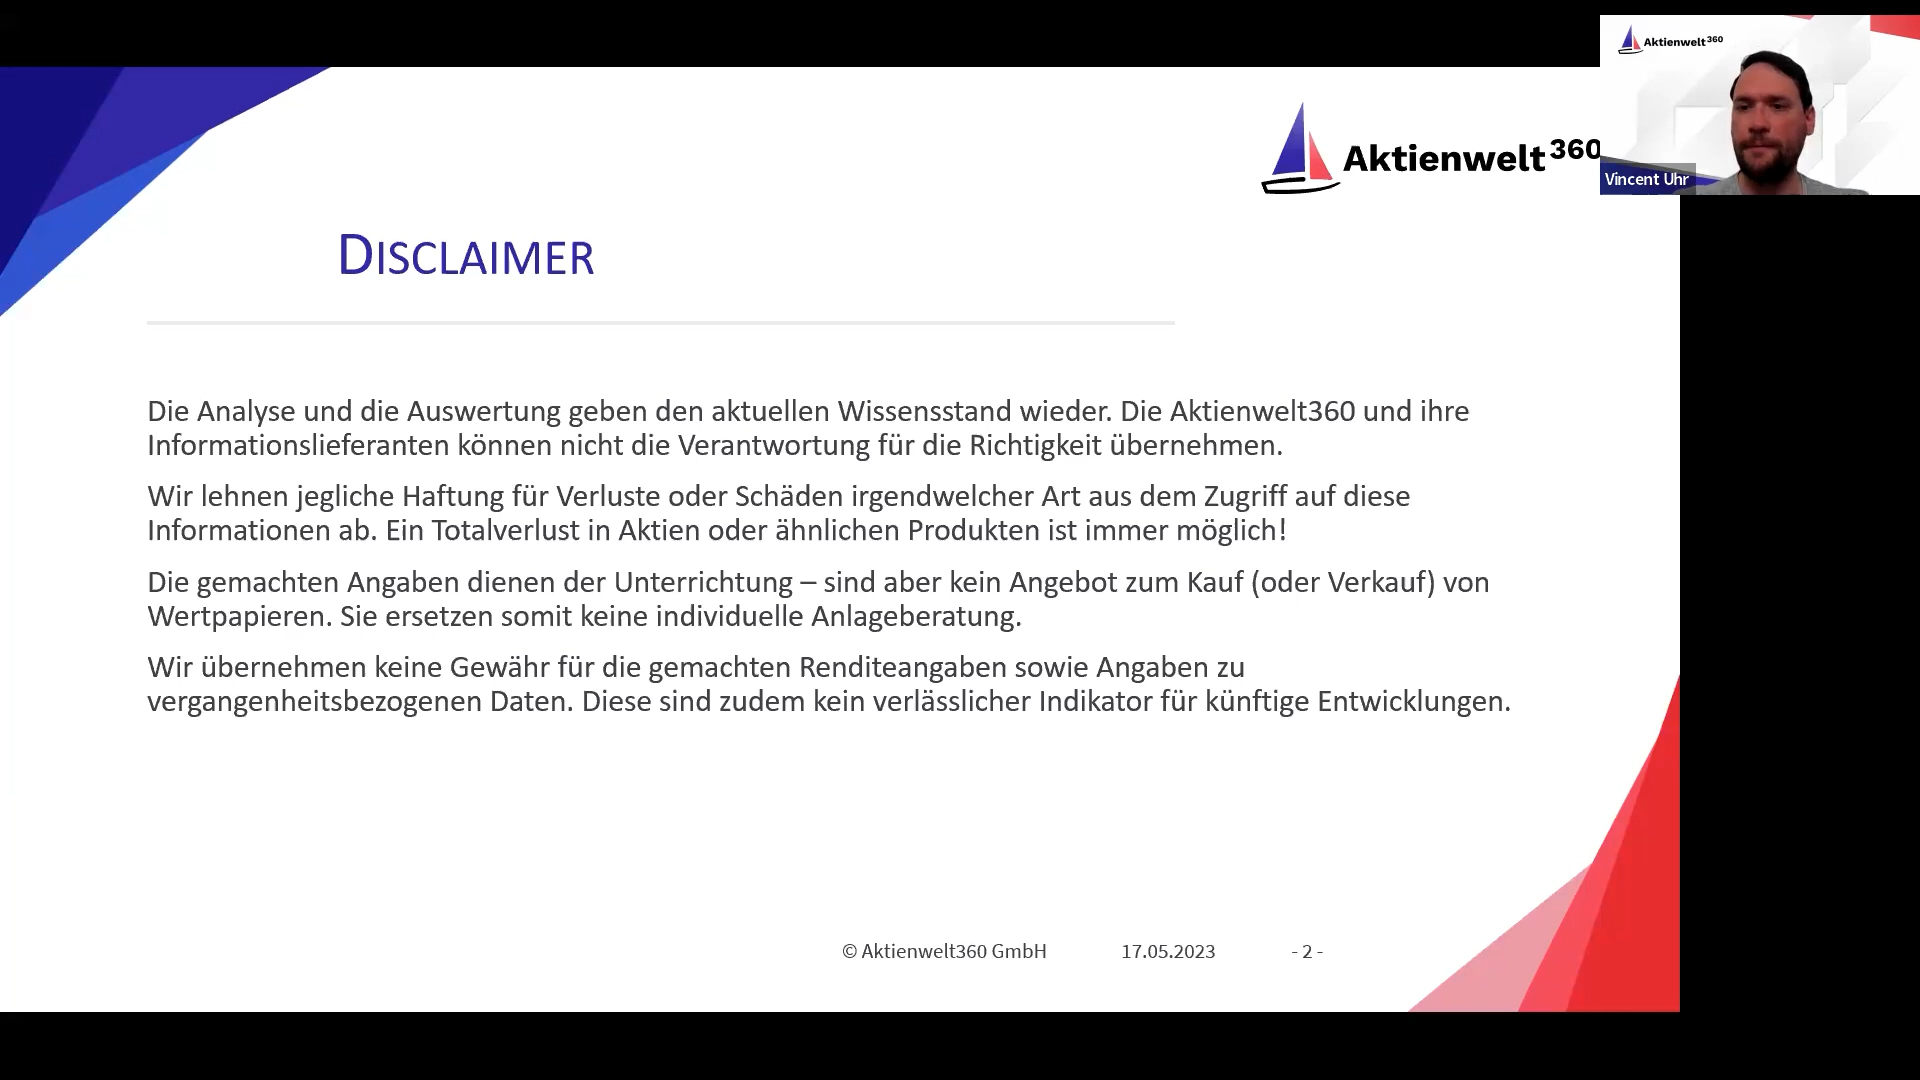 Aktienwelt360
Vincent Uhr
Aktienwelt360
DISCLAIMER
Die Analyse und die Auswertung geben den aktuellen Wissensstand wieder. Die Aktienwelt360 und ihre
Informationslieferanten können nicht die Verantwortung für die Richtigkeit übernehmen.
Wir lehnen jegliche Haftung für Verluste oder Schäden irgendwelcher Art aus dem Zugriff auf diese
Informationen ab. Ein Totalverlust in Aktien oder ähnlichen Produkten ist immer möglich!
Die gemachten Angaben dienen der Unterrichtung – sind aber kein Angebot zum Kauf (oder Verkauf) von
Wertpapieren. Sie ersetzen somit keine individuelle Anlageberatung.
Wir übernehmen keine Gewähr für die gemachten Renditeangaben sowie Angaben zu
vergangenheitsbezogenen Daten. Diese sind zudem kein verlässlicher Indikator für künftige Entwicklungen.
© Aktienwelt360 GmbH 17.05.2023 - 2 -